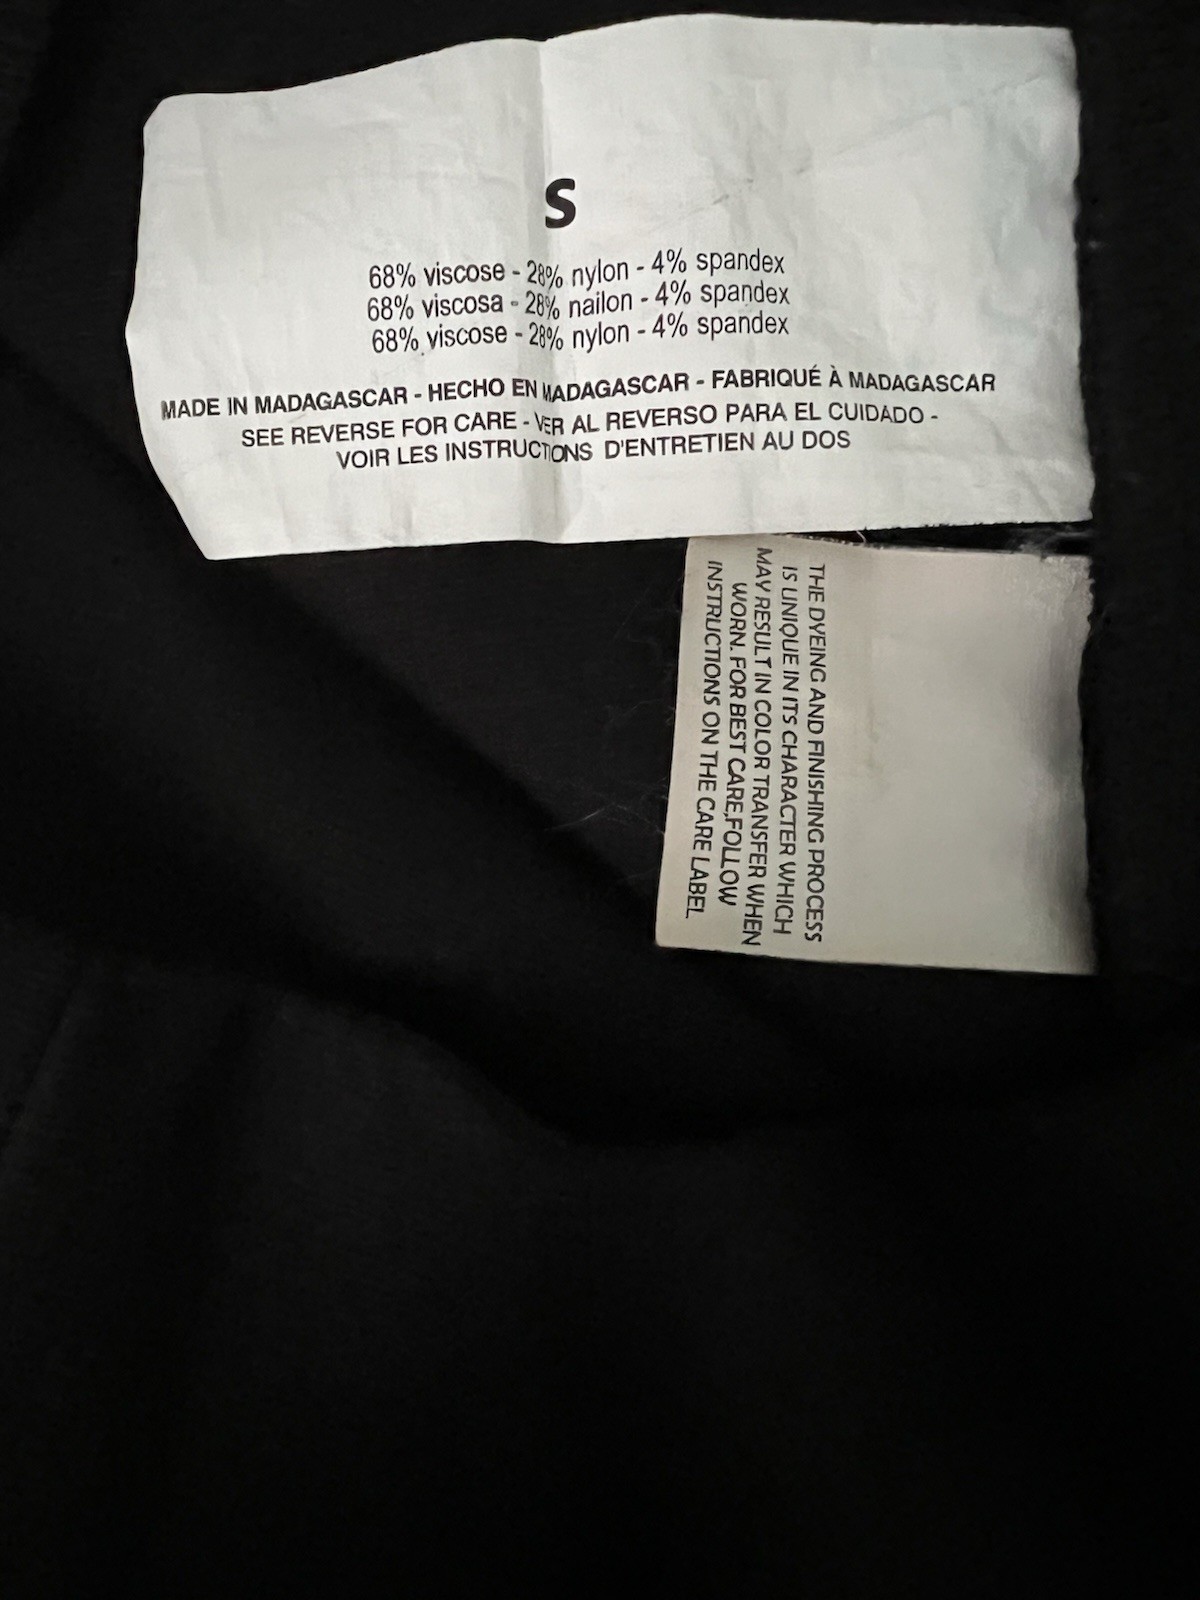 S
68% viscose - 28% nylon - 4% spandex
68% viscosa - 28% nailon - 4% spandex
68% viscose - 28% nylon - 4% spandex
MADE IN MADAGASCAR - HECHO EN MADAGASCAR - FABRIQUÉ À MADAGASCAR
SEE REVERSE FOR CARE - VER AL REVERSO PARA EL CUIDADO -
VOIR LES INSTRUCTIONS D'ENTRETIEN AU DOS
THE DYEING AND FINISHING PROCESS
IS UNIQUE IN ITS CHARACTER WHICH
MAY RESULT IN COLOR TRANSFER WHEN
WORN. FOR BEST CARE,FOLLOW
INSTRUCTIONS ON THE CARE LABEL